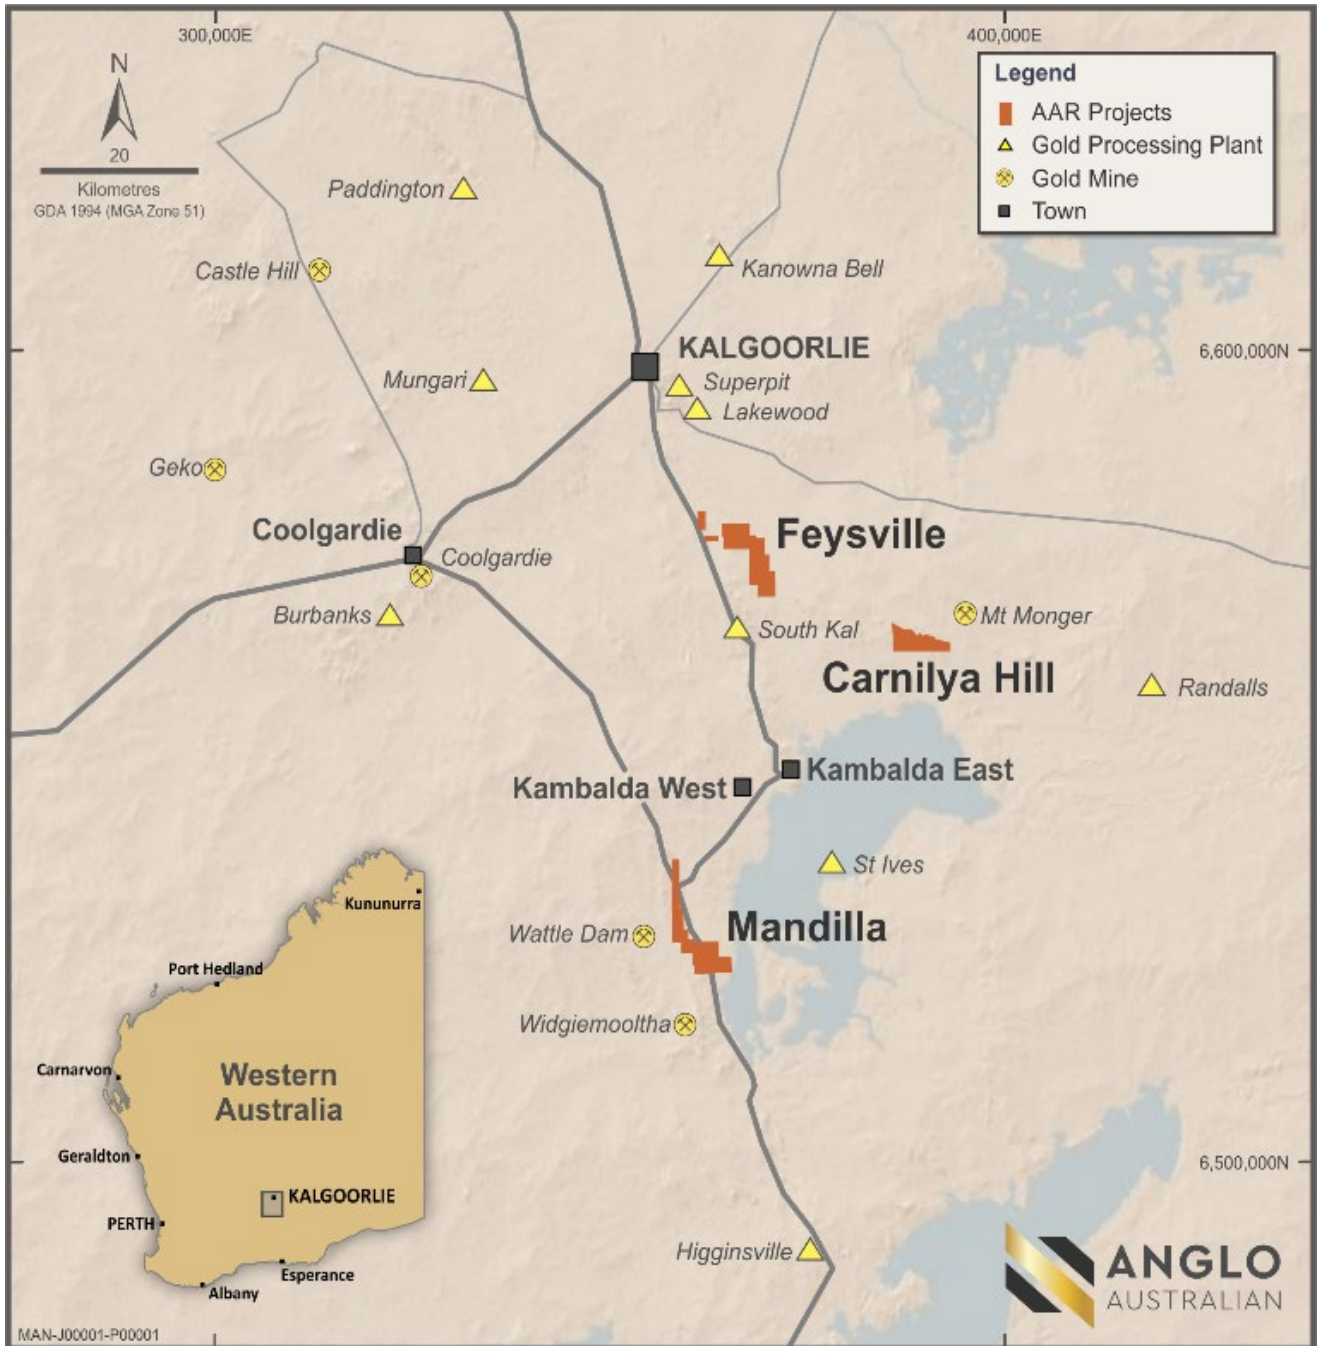 300,000E
400,000E
N
20
Kilometres
GDA 1994 (MGA Zone 51)
Legend
AAR Projects
Gold Processing Plant
Gold Mine
Town
Paddington
Castle Hill
Kanowna Bell
KALGOORLIE
6,600,000N
Mungari
Superpit
Lakewood
Geko
Coolgardie
Coolgardie
Feysville
Burbanks
South Kal
Mt Monger
Carnilya Hill
Randalls
Kambalda East
Kambalda West
St Ives
Wattle Dam
Mandilla
Widgiemooltha
Kununurra
Port Hedland
Carnarvon
Western
Australia
Geraldton
KALGOORLIE
PERTH
Esperance
Albany
6,500,000N
Higginsville
ANGLO
AUSTRALIAN
MAN-J00001-P00001